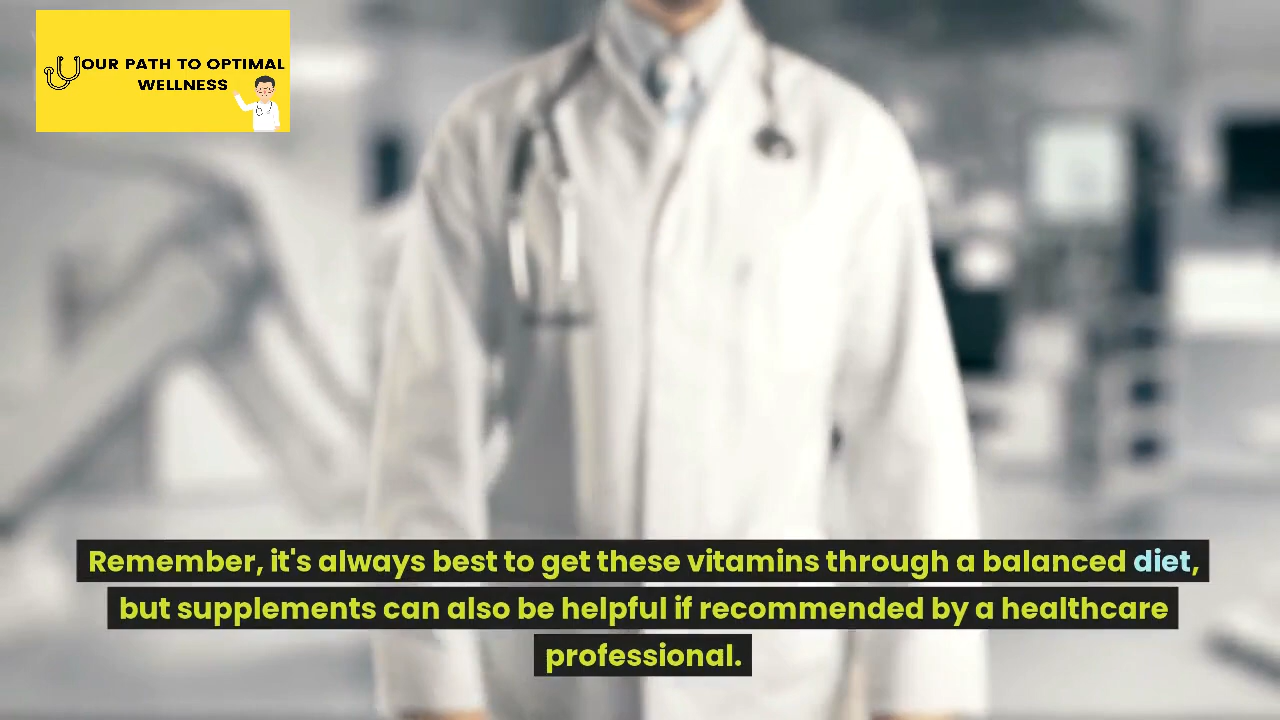 YOUR PATH TO OPTIMAL
WELLNESS
Remember, it's always best to get these vitamins through a balanced diet,
but supplements can also be helpful if recommended by a healthcare
professional.